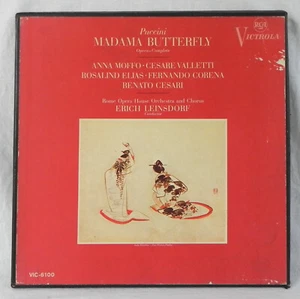 Puccini
RCA
VICTROLA
MADAMA BUTTERFLY
Opera-Complete
ANNA MOFFO · CESARE VALLETTI
ROSALIND ELIAS · FERNANDO CORENA
RENATO CESARI
Rome Opera House Orchestra and Chorus
ERICH LEINSDORF
Conductor
VIC-6100